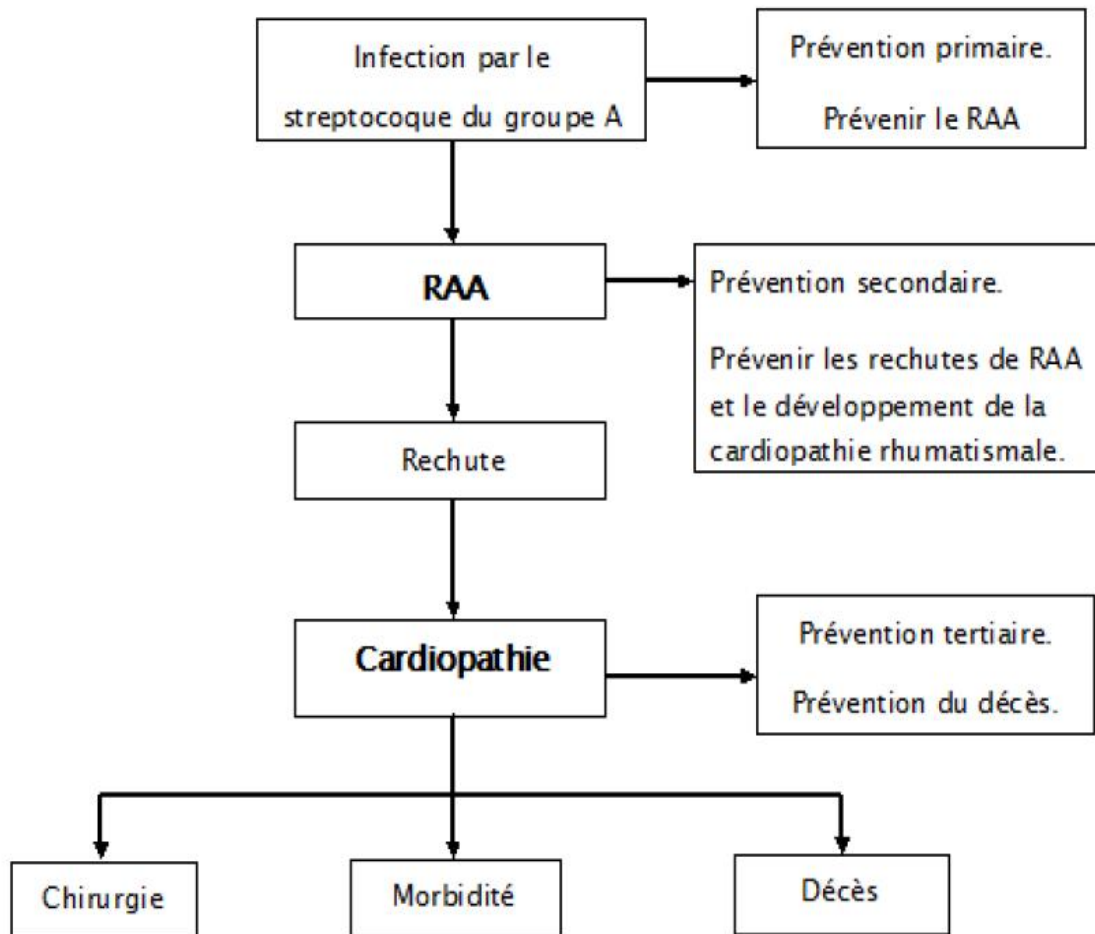 Infection par le
streptocoque du groupe A
Prévention primaire.
Prévenir le RAA
RAA
Prévention secondaire.
Prévenir les rechutes de RAA
et le développement de la
cardiopathie rhumatismale.
Rechute
Cardiopathie
Prévention tertiaire.
Prévention du décès.
Chirurgie
Morbidité
Décès